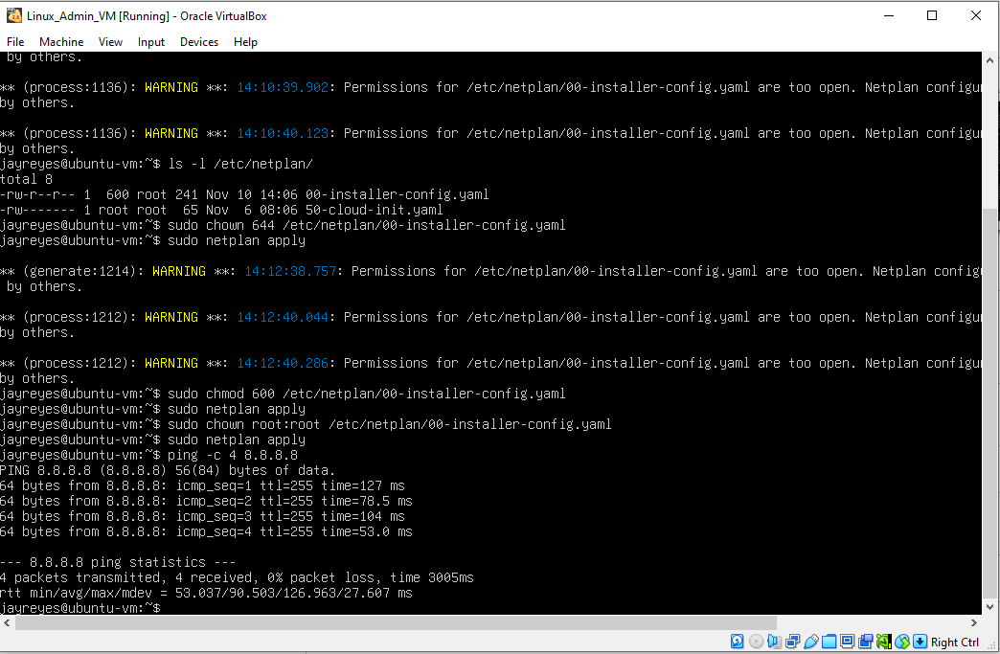 Linux_Admin_VM [Running] - Oracle VirtualBox
File Machine View Input Devices Help
by others.
** (process:1136): WARNING **: 14:10:39.902: Permissions for /etc/netplan/00-installer-config.yaml are too open. Netplan configu
by others.
** (process:1136): WARNING **: 14:10:40.123: Permissions for /etc/netplan/00-installer-config.yaml are too open. Netplan configu
by others.
jayreyes@ubuntu-vm:~$ ls -l /etc/netplan/
total 8
-rw-r--r-- 1  600 root 241 Nov 10 14:06 00-installer-config.yaml
-rw------- 1 root root  65 Nov  6 08:06 50-cloud-init.yaml
jayreyes@ubuntu-vm:~$ sudo chown 644 /etc/netplan/00-installer-config.yaml
jayreyes@ubuntu-vm:~$ sudo netplan apply
** (generate:1214): WARNING **: 14:12:38.757: Permissions for /etc/netplan/00-installer-config.yaml are too open. Netplan config
by others.
** (process:1212): WARNING **: 14:12:40.044: Permissions for /etc/netplan/00-installer-config.yaml are too open. Netplan configu
by others.
** (process:1212): WARNING **: 14:12:40.286: Permissions for /etc/netplan/00-installer-config.yaml are too open. Netplan configu
by others.
jayreyes@ubuntu-vm:~$ sudo chmod 600 /etc/netplan/00-installer-config.yaml
jayreyes@ubuntu-vm:~$ sudo netplan apply
jayreyes@ubuntu-vm:~$ sudo chown root:root /etc/netplan/00-installer-config.yaml
jayreyes@ubuntu-vm:~$ sudo netplan apply
jayreyes@ubuntu-vm:~$ ping -c 4 8.8.8.8
PING 8.8.8.8 (8.8.8.8) 56(84) bytes of data.
64 bytes from 8.8.8.8: icmp_seq=1 ttl=255 time=127 ms
64 bytes from 8.8.8.8: icmp_seq=2 ttl=255 time=78.5 ms
64 bytes from 8.8.8.8: icmp_seq=3 ttl=255 time=104 ms
64 bytes from 8.8.8.8: icmp_seq=4 ttl=255 time=53.0 ms
--- 8.8.8.8 ping statistics ---
4 packets transmitted, 4 received, 0% packet loss, time 3005ms
rtt min/avg/max/mdev = 53.037/90.503/126.963/27.607 ms
jayreyes@ubuntu-vm:~$
Right Ctrl